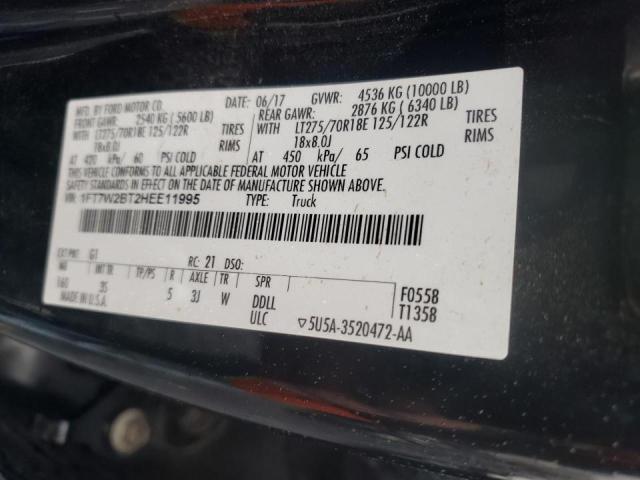 MFD. BY FORD MOTOR CO.
DATE: 06/17 GVWR: 4536 KG (10000 LB)
FRONT GAWR: 2540 KG (5600 LB)
REAR GAWR: 2876 KG (6340 LB)
WITH LT275/70R18E 125/122R TIRES
WITH LT275/70R18E 125/122R TIRES
18x8.0J RIMS
18x8.0J RIMS
AT 420 kPa/ 60 PSI COLD
AT 450 kPa/ 65 PSI COLD
THIS VEHICLE CONFORMS TO ALL APPLICABLE FEDERAL MOTOR VEHICLE
SAFETY STANDARDS IN EFFECT ON THE DATE OF MANUFACTURE SHOWN ABOVE.
VIN: 1FT7W2BT2HEE11995 TYPE: Truck
EXT PNT: G1 RC: 21 DSO:
WB INT TR TP/PS R AXLE TR SPR
160 3S 5 3J W DDLL F0558
MADE IN U.S.A. ULC T1358
▽5U5A-3520472-AA